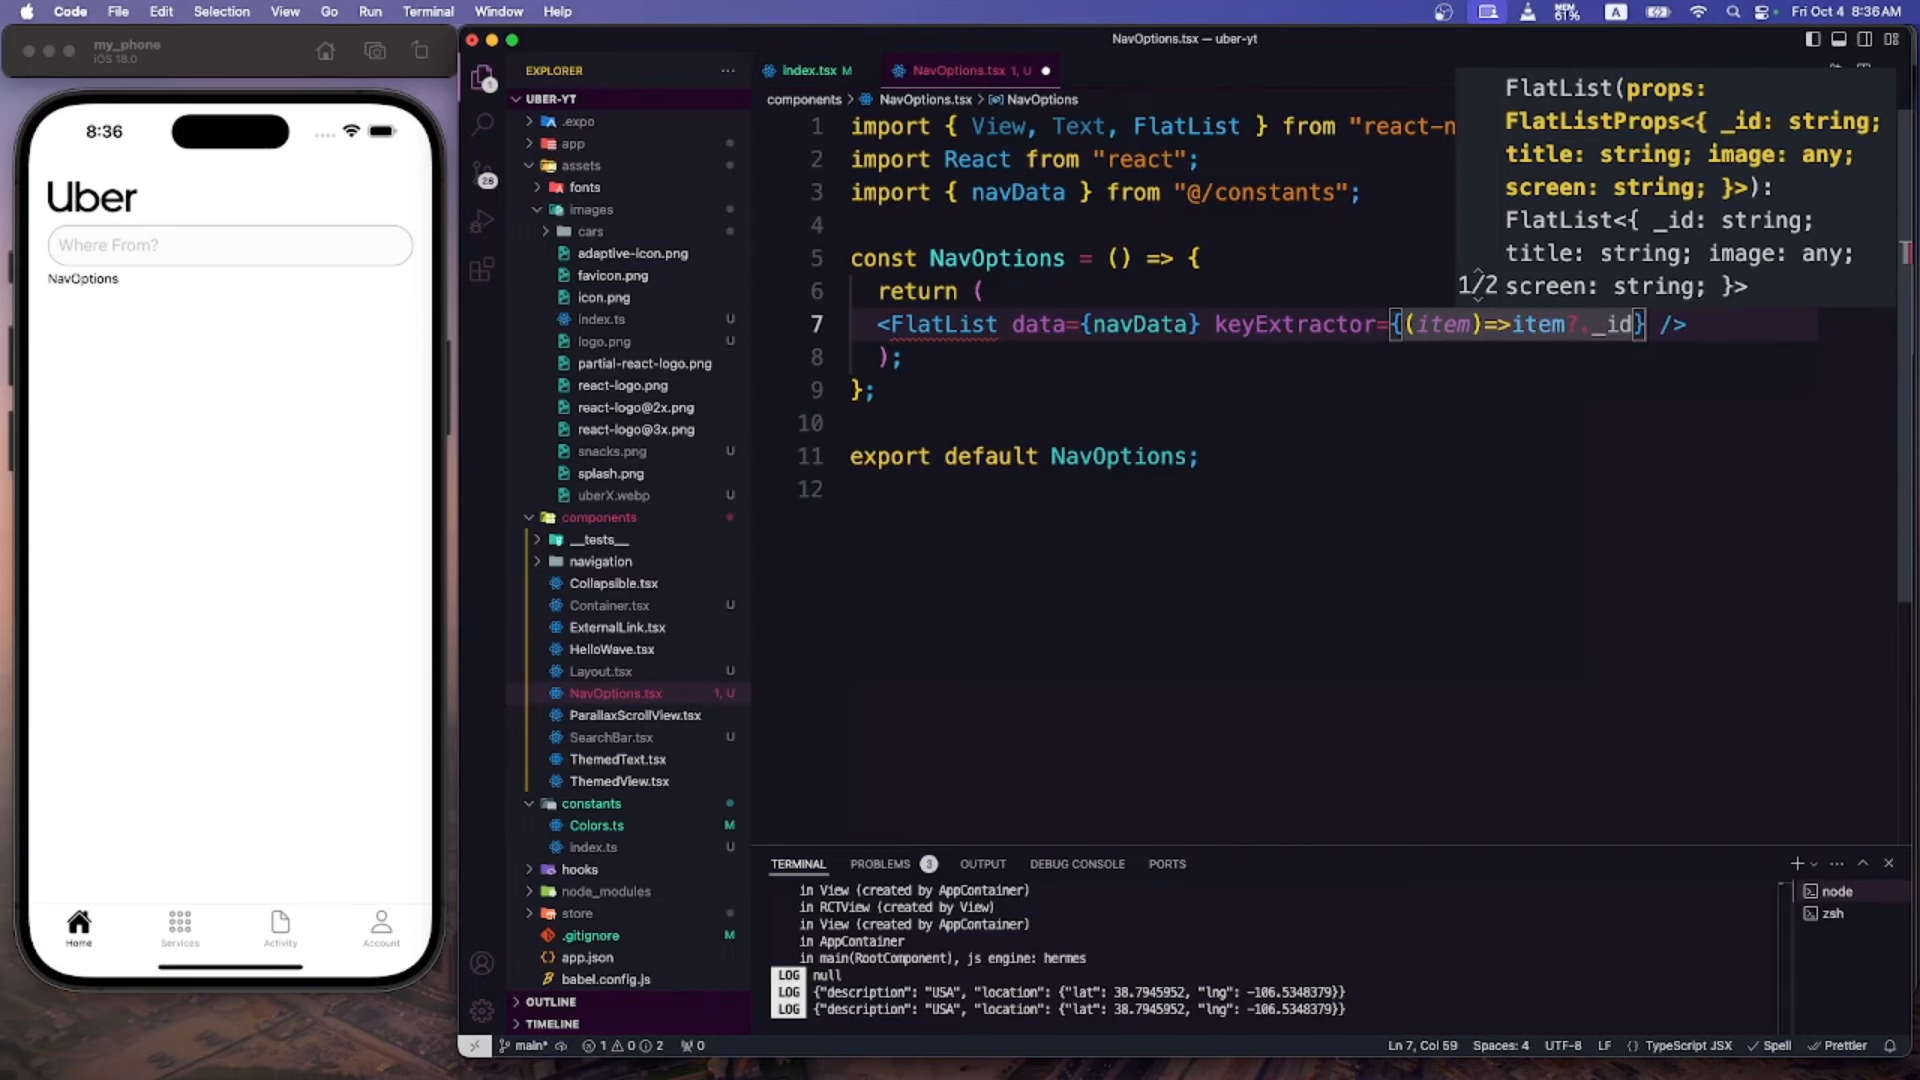 Code File Edit Selection View Go Run Terminal Window Help
MEM 61% A Fri Oct 4 8:36 AM
my_phone
iOS 18.0
8:36
Uber
Where From?
NavOptions
Home Services Activity Account
NavOptions.tsx — uber-yt
EXPLORER
UBER-YT
.expo
app
assets
fonts
images
cars
adaptive-icon.png
favicon.png
icon.png
index.ts U
logo.png U
partial-react-logo.png
react-logo.png
react-logo@2x.png
react-logo@3x.png
snacks.png U
splash.png
uberX.webp U
components
__tests__
navigation
Collapsible.tsx
Container.tsx U
ExternalLink.tsx
HelloWave.tsx
Layout.tsx U
NavOptions.tsx 1, U
ParallaxScrollView.tsx
SearchBar.tsx U
ThemedText.tsx
ThemedView.tsx
constants
Colors.ts M
index.ts U
hooks
node_modules
store
.gitignore M
app.json
babel.config.js
OUTLINE
TIMELINE
1
28
index.tsx M NavOptions.tsx 1, U
components > NavOptions.tsx > NavOptions
1 import { View, Text, FlatList } from "react-n
2 import React from "react";
3 import { navData } from "@/constants";
4
5 const NavOptions = () => {
6 return (
7 <FlatList data={navData} keyExtractor={(item)=>item?._id} />
8 );
9 };
10
11 export default NavOptions;
12
FlatList(props:
FlatListProps<{ _id: string;
title: string; image: any;
screen: string; }>):
FlatList<{ _id: string;
title: string; image: any;
1/2 screen: string; }>
TERMINAL PROBLEMS 3 OUTPUT DEBUG CONSOLE PORTS
in View (created by AppContainer)
in RCTView (created by View)
in View (created by AppContainer)
in AppContainer
in main(RootComponent), js engine: hermes
LOG null
LOG {"description": "USA", "location": {"lat": 38.7945952, "lng": -106.5348379}}
LOG {"description": "USA", "location": {"lat": 38.7945952, "lng": -106.5348379}}
node
zsh
main* 1 0 2 0 Ln 7, Col 59 Spaces: 4 UTF-8 LF {} TypeScript JSX Spell Prettier